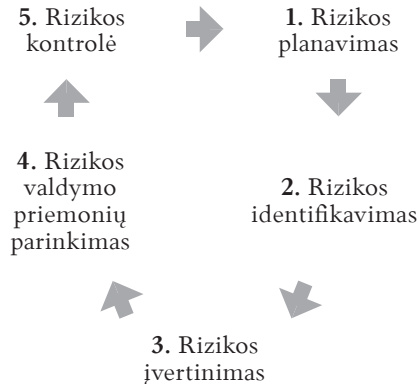 5. Rizikos
kontrolė
1. Rizikos
planavimas
4. Rizikos
valdymo
priemonių
parinkimas
2. Rizikos
identifikavimas
3. Rizikos
įvertinimas